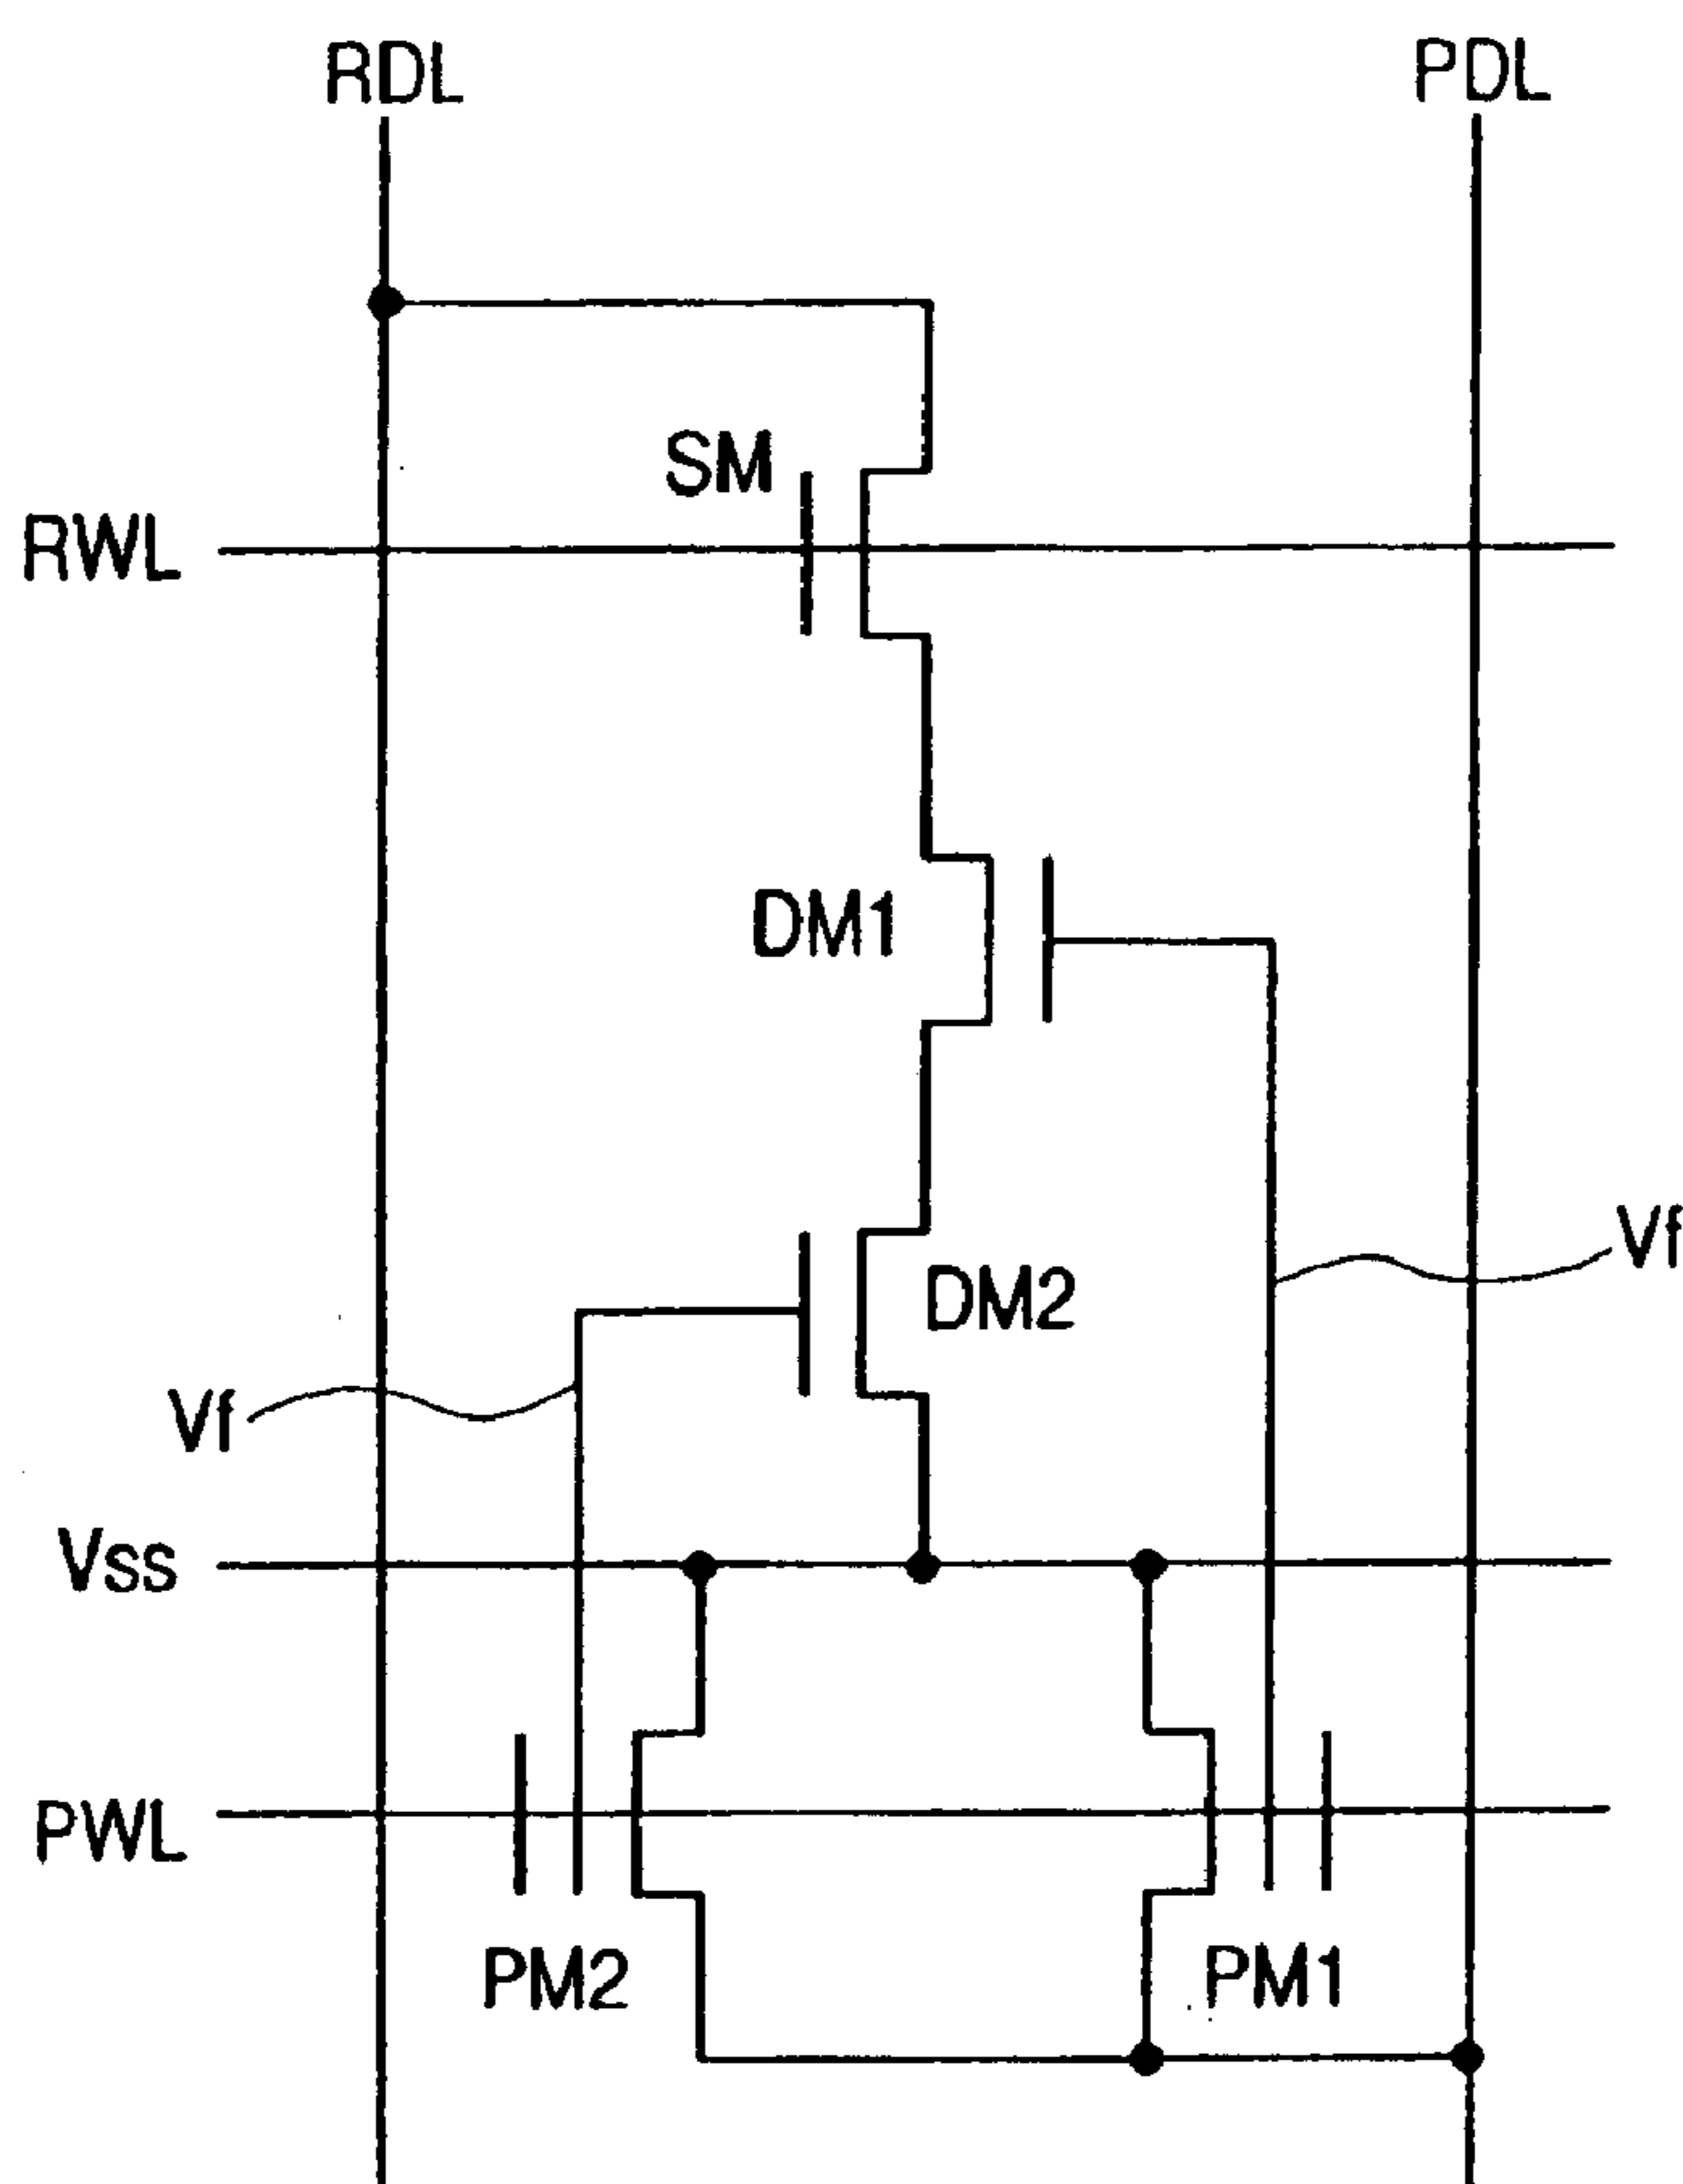 RDL
PDL
SM
RWL
DM1
Vf
DM2
Vf
Vss
PWL
PM2
PM1